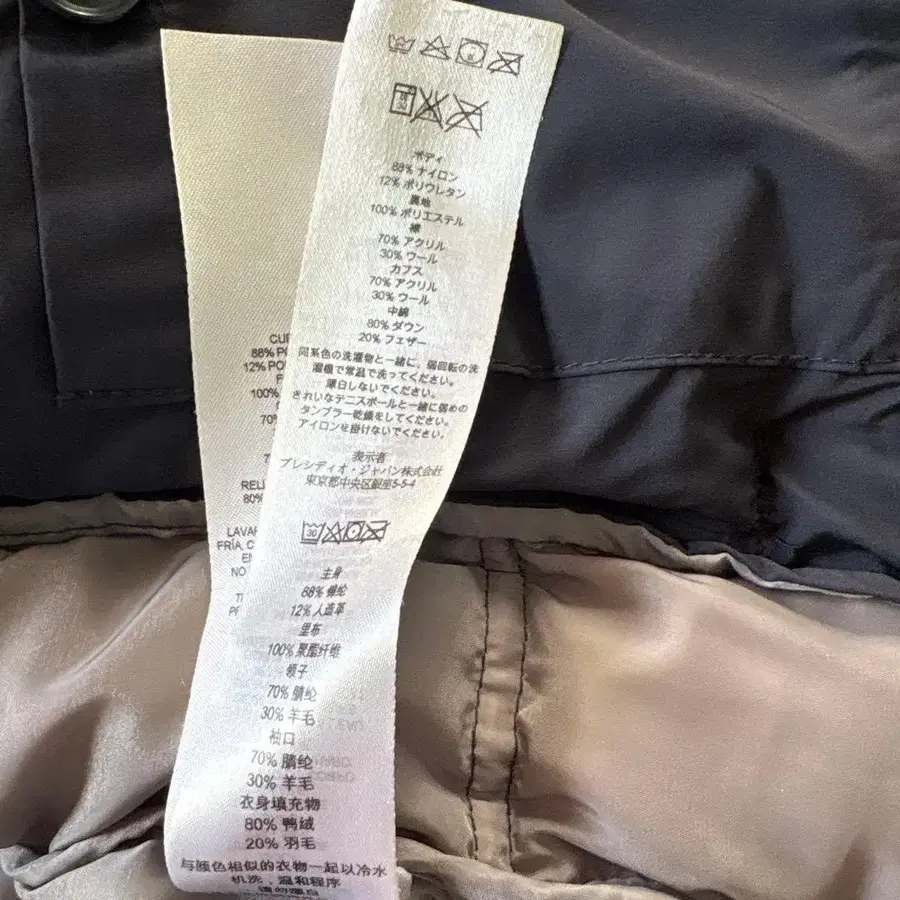 ボディ
88% ナイロン
12% ポリウレタン
裏地
100% ポリエステル
襟
70% アクリル
30% ウール
カフス
70% アクリル
30% ウール
中綿
80% ダウン
20% フェザー
同系色の洗濯物と一緒に、弱回転の洗
濯機で常温で洗ってください。
漂白しないでください。
きれいなテニスボールと一緒に低めの
タンブラー乾燥をしてください。
アイロンを掛けないでください。
表示者
プレシディオ・ジャパン株式会社
東京都中央区銀座5-5-4
30
主身
88% 锦纶
12% 人造革
里布
100% 聚酯纤维
领子
70% 腈纶
30% 羊毛
袖口
70% 腈纶
30% 羊毛
衣身填充物
80% 鸭绒
20% 羽毛
与颜色相似的衣物一起以冷水
机洗，温和程序
请勿漂白
CUE
88% PO
12% POL
100%
70%
RELL
80%
LAVAR
FRÍA, C
EN
NO